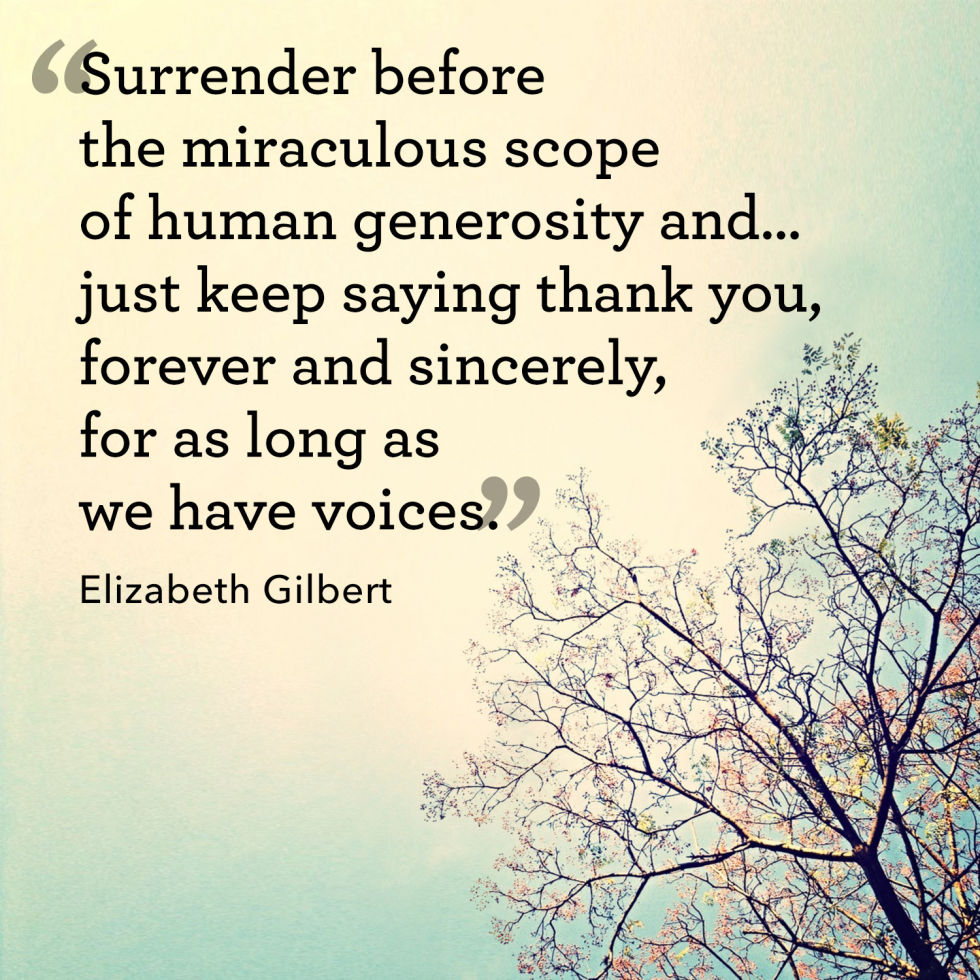 “Surrender before
the miraculous scope
of human generosity and...
just keep saying thank you,
forever and sincerely,
for as long as
we have voices.”
Elizabeth Gilbert